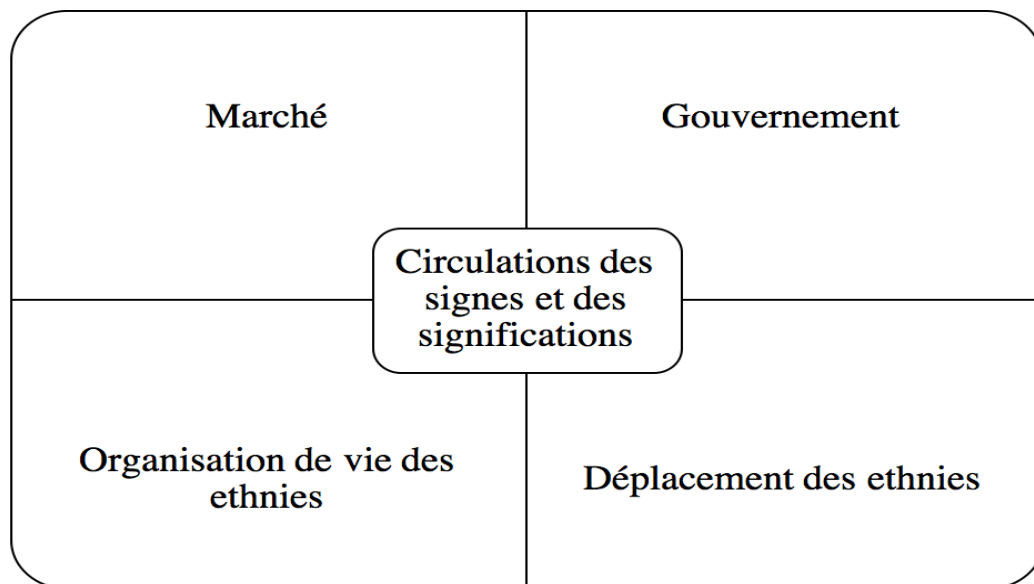 Marché
Gouvernement
Circulations des
signes et des
significations
Organisation de vie des
ethnies
Déplacement des ethnies